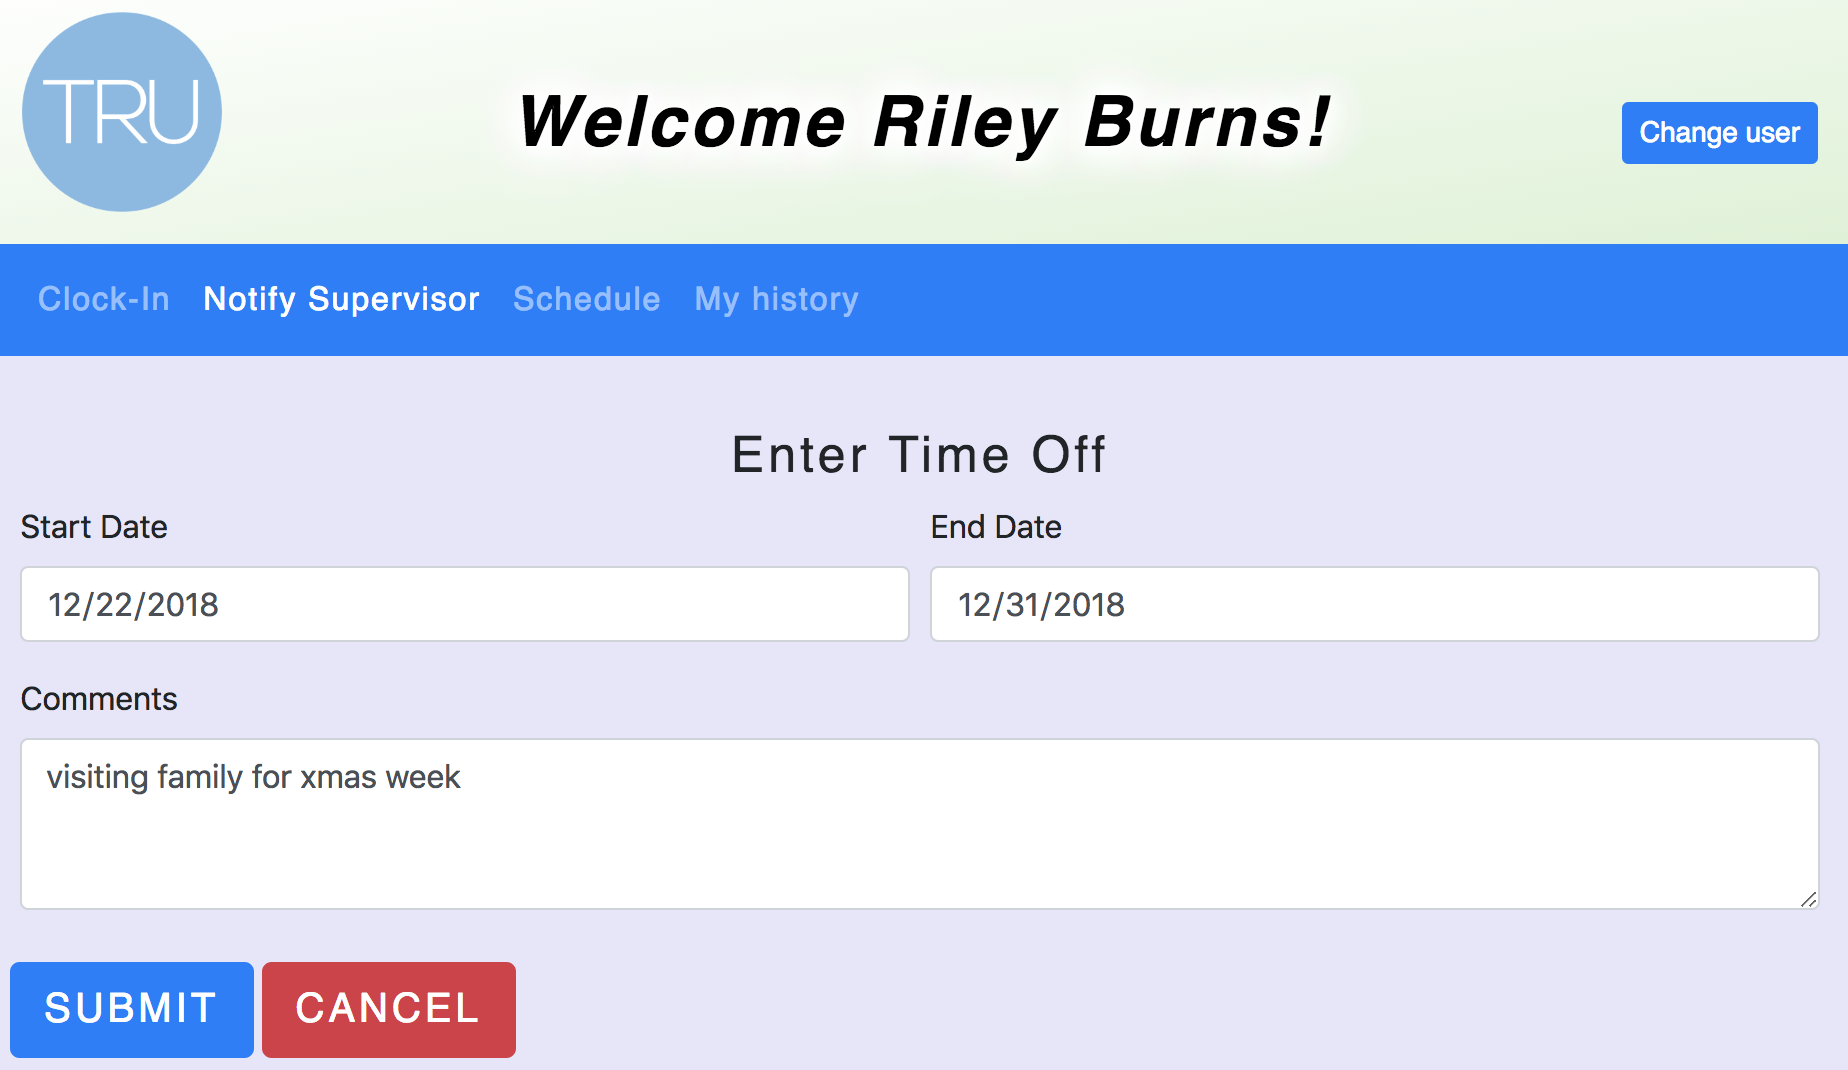 TRU
Welcome Riley Burns!
Change user
Clock-In Notify Supervisor Schedule My history
Enter Time Off
Start Date End Date
12/22/2018 12/31/2018
Comments
visiting family for xmas week
SUBMIT CANCEL